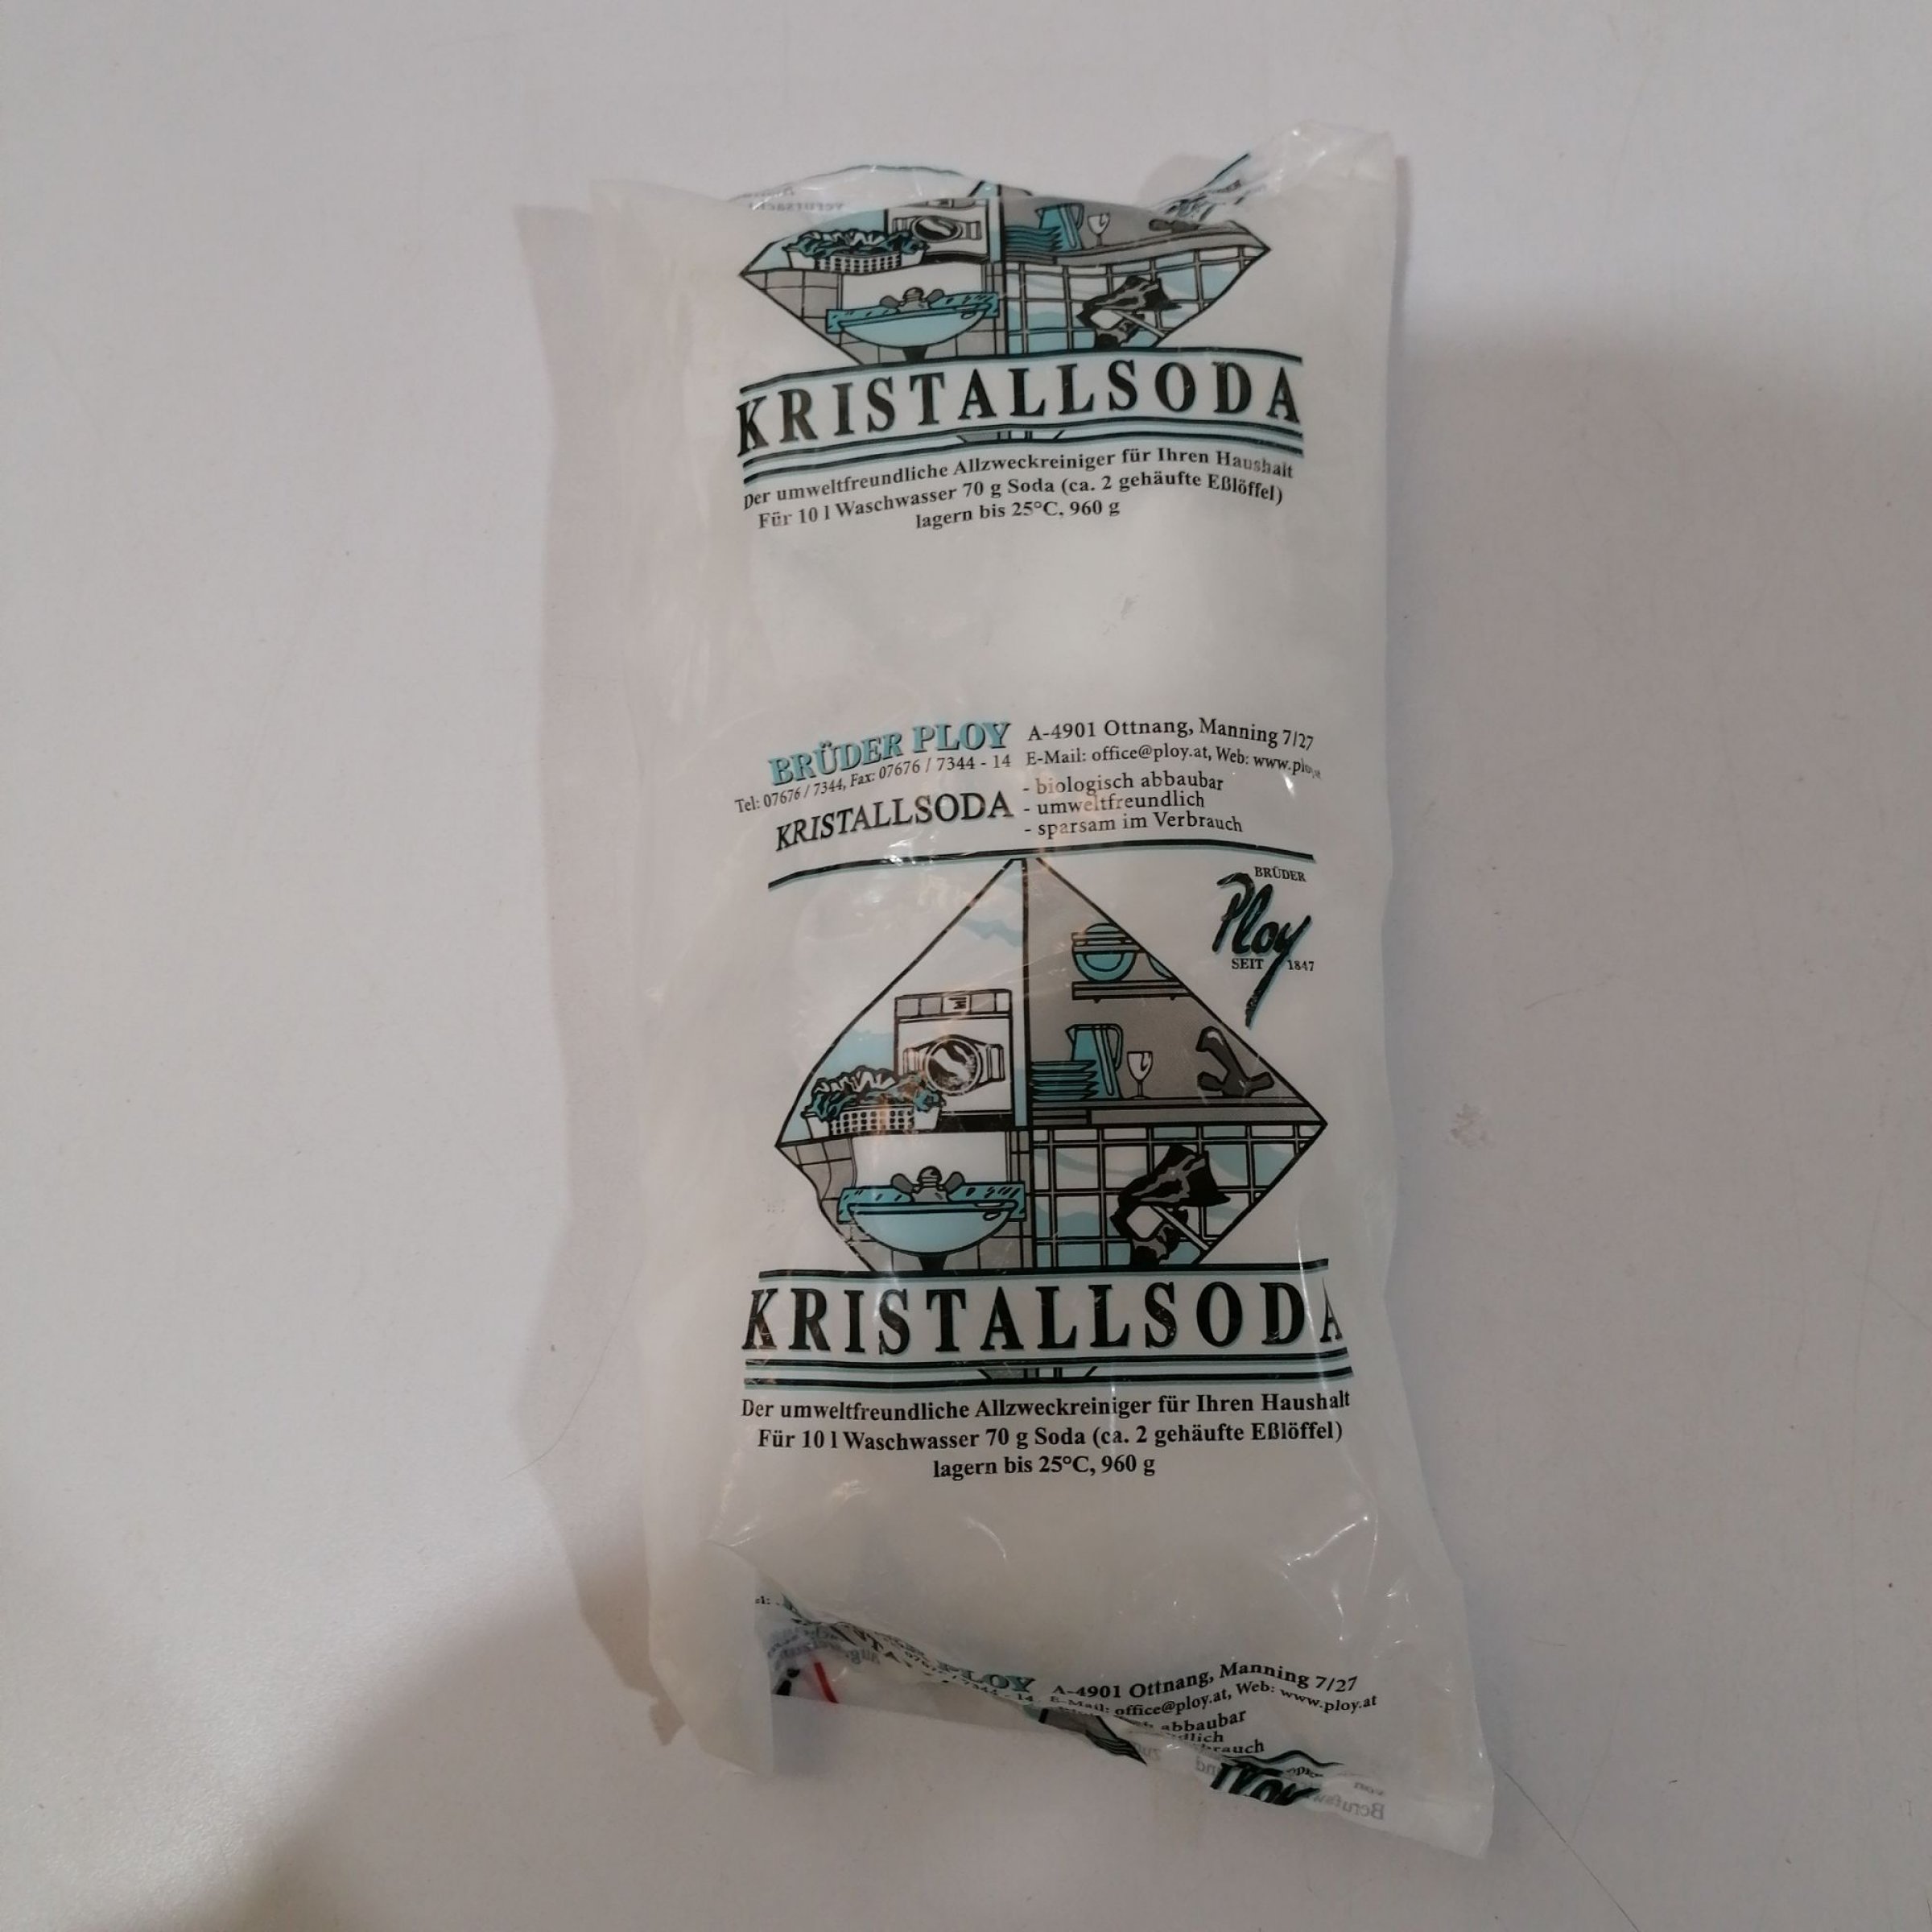 KRISTALLSODA
Der umweltfreundliche Allzweckreiniger für Ihren Haushalt
Für 10 l Waschwasser 70 g Soda (ca. 2 gehäufte Eßlöffel)
lagern bis 25°C, 960 g
BRÜDER PLOY A-4901 Ottnang, Manning 7/27
Tel: 07676 / 7344, Fax: 07676 / 7344 - 14 E-Mail: office@ploy.at, Web:
KRISTALLSODA - biologisch abbaubar
- umweltfreundlich
- sparsam im Verbrauch
BRÜDER
Ploy
SEIT 1847
KRISTALLSODA
Der umweltfreundliche Allzweckreiniger für Ihren Haushalt
Für 10 l Waschwasser 70 g Soda (ca. 2 gehäufte Eßlöffel)
lagern bis 25°C, 960 g
PLOY A-4901 Ottnang, Manning 7/27
E-Mail: office@ploy.at, Web: www.ploy.at
abbaubar